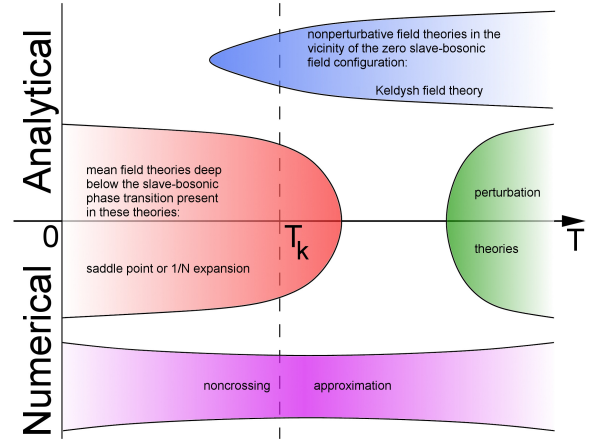 Analytical
nonperturbative field theories in the
vicinity of the zero slave-bosonic
field configuration:
Keldysh field theory
mean field theories deep
below the slave-bosonic
phase transition present
in these theories:
saddle point or 1/N expansion
perturbation
theories
0
Tk
T
Numerical
noncrossing approximation